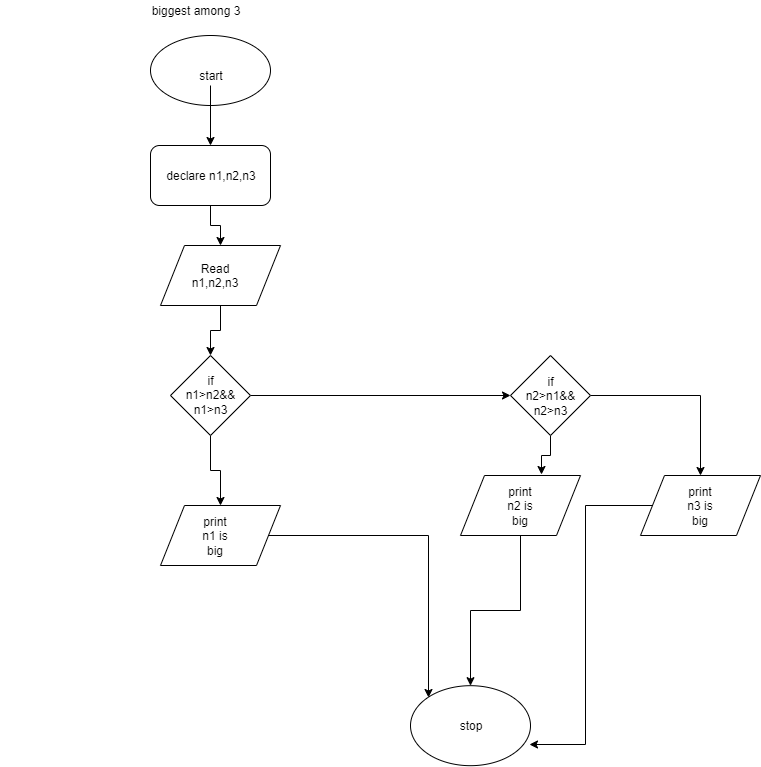 biggest among 3
start
declare n1,n2,n3
Read
n1,n2,n3
if
n1>n2&&
n1>n3
if
n2>n1&&
n2>n3
print
n1 is
big
print
n2 is
big
print
n3 is
big
stop